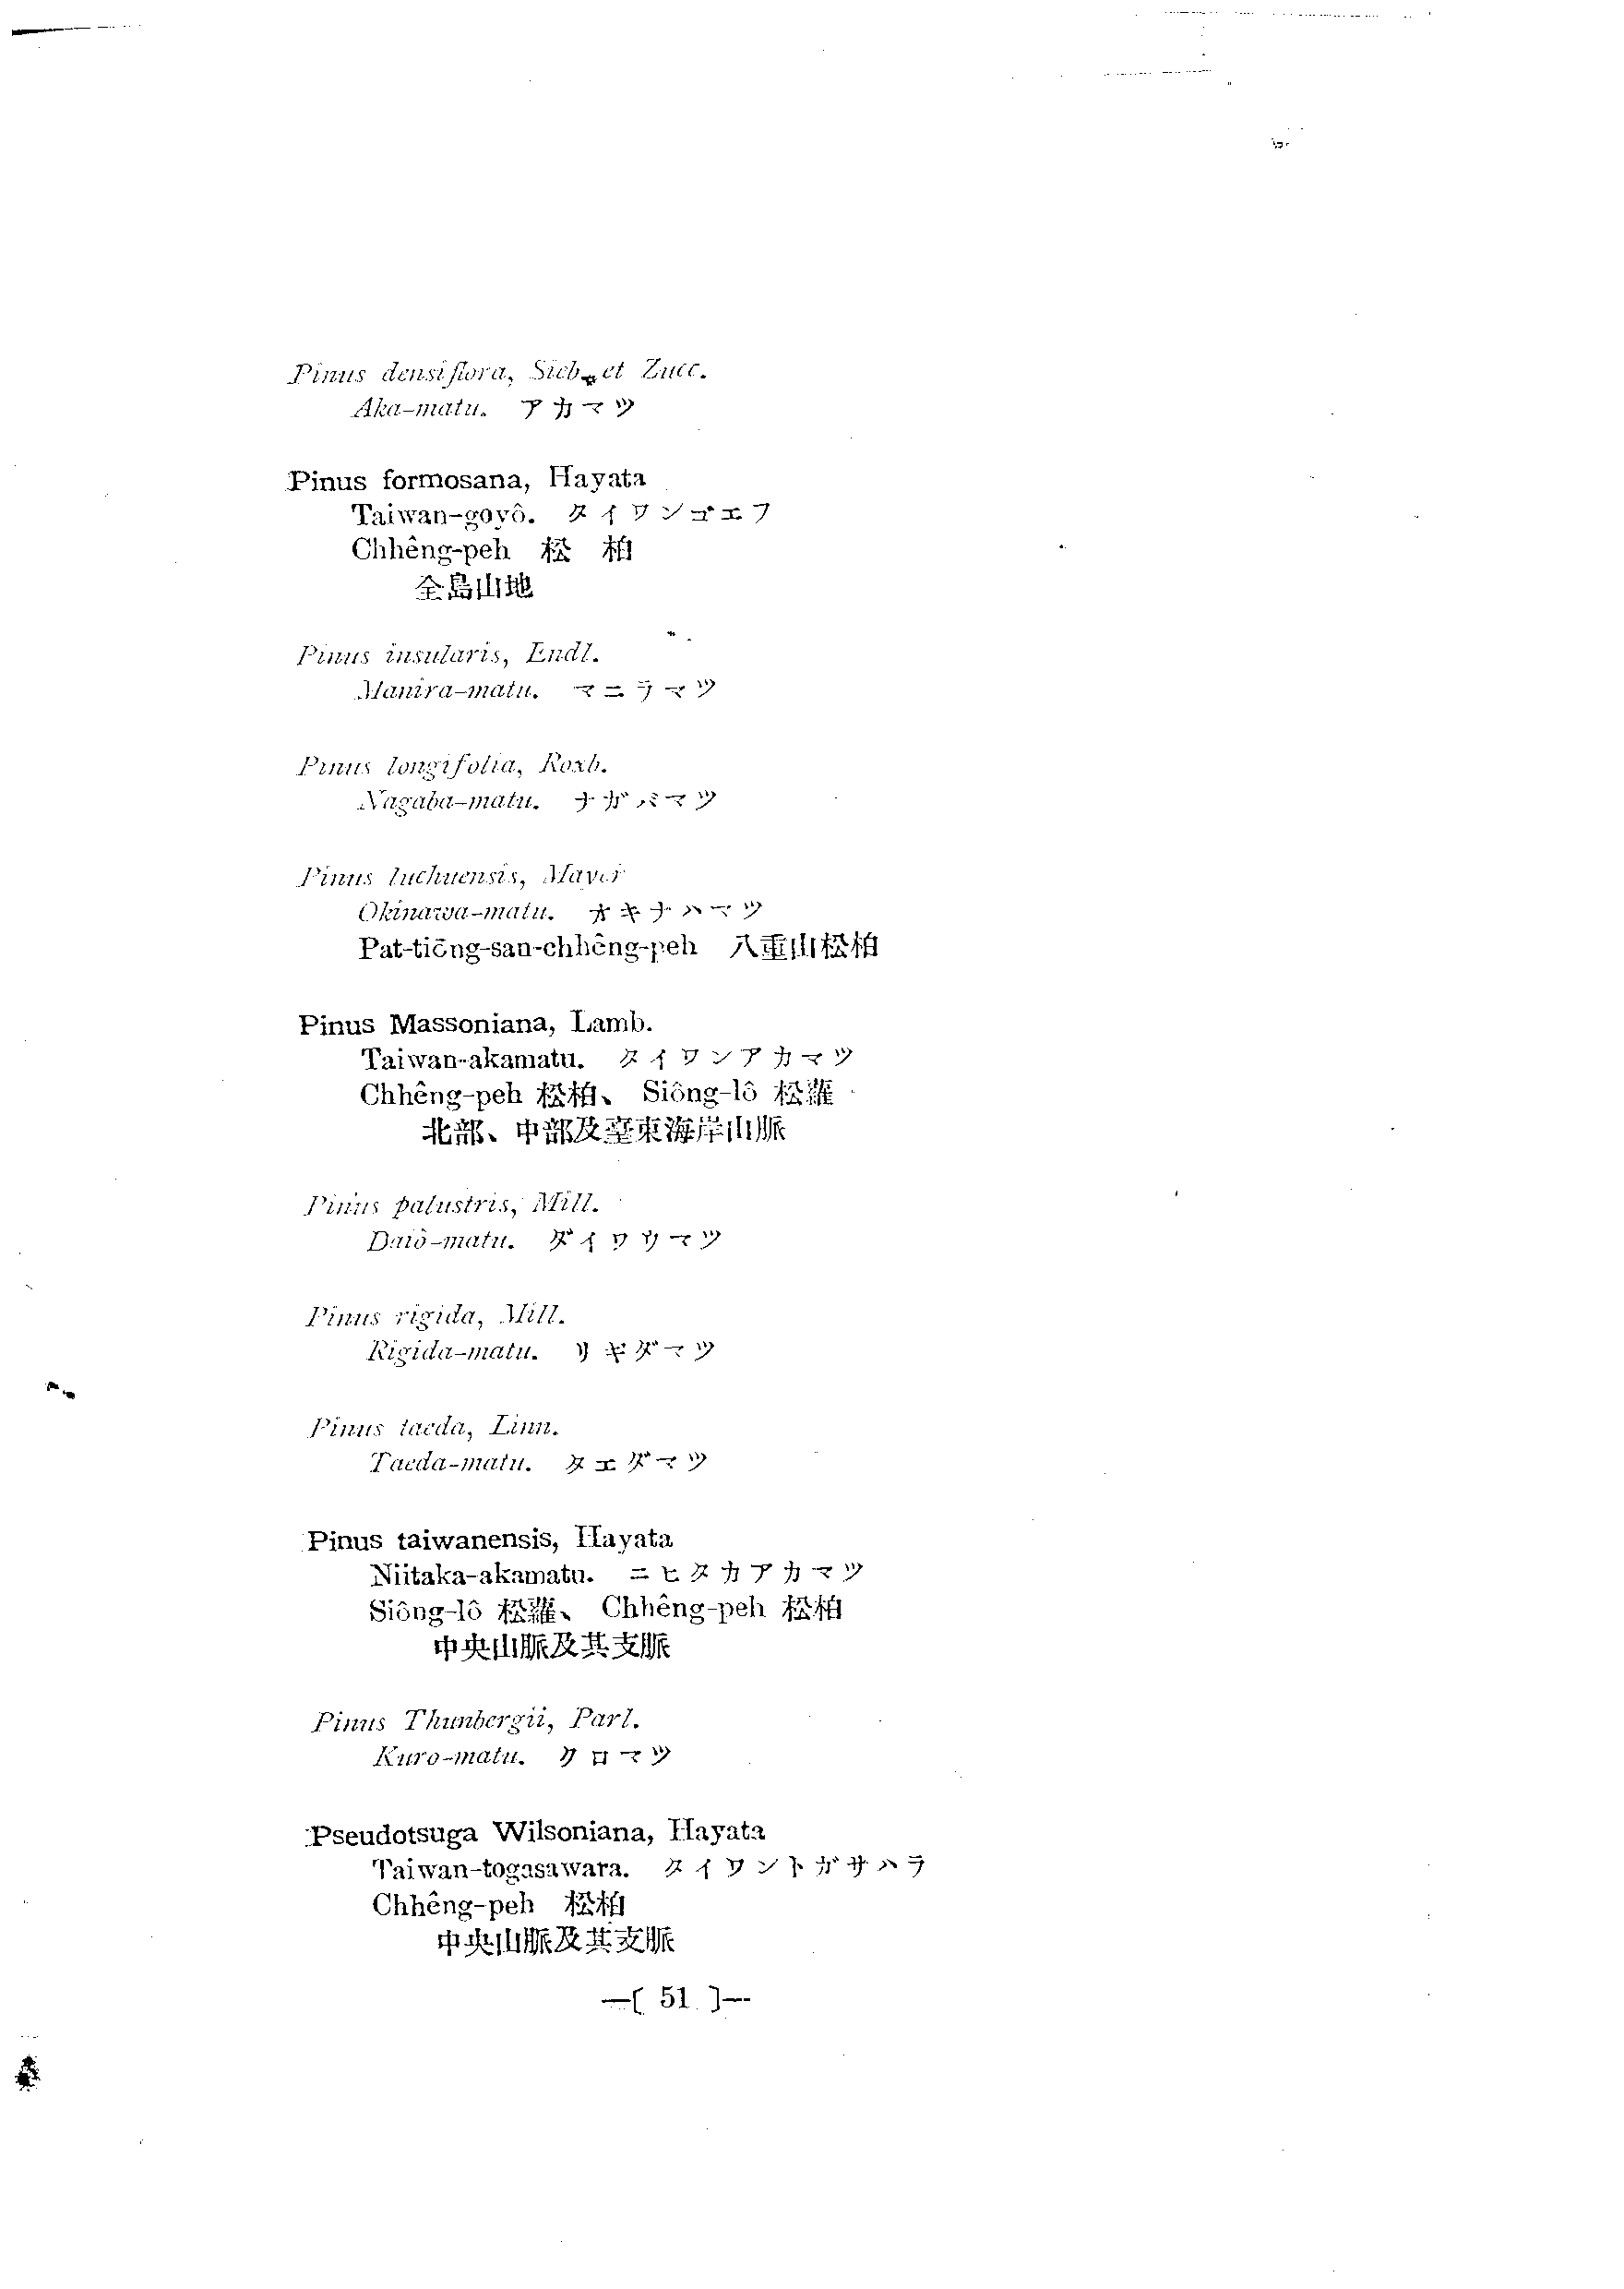 Pinus densiflora, Sieb. et Zucc.
Aka-matu. アカマツ
Pinus formosana, Hayata
Taiwan-goyô. タイワンゴエフ
Chhêng-peh 松 柏
全島山地
Pinus insularis, Endl.
Manira-matu. マニラマツ
Pinus longifolia, Roxb.
Nagaba-matu. ナガバマツ
Pinus luchuensis, Mayer
Okinawa-matu. オキナハマツ
Pat-tiông-san-chhêng-peh 八重山松柏
Pinus Massoniana, Lamb.
Taiwan-akamatu. タイワンアカマツ
Chhêng-peh 松柏、 Siông-lô 松蘿
北部、中部及臺東海岸山脈
Pinus palustris, Mill.
Daiô-matu. ダイワウマツ
Pinus rigida, Mill.
Rigida-matu. リギダマツ
Pinus taeda, Linn.
Taeda-matu. タエダマツ
Pinus taiwanensis, Hayata
Niitaka-akamatu. ニヒタカアカマツ
Siông-lô 松蘿、 Chhêng-peh 松柏
中央山脈及其支脈
Pinus Thunbergii, Parl.
Kuro-matu. クロマツ
Pseudotsuga Wilsoniana, Hayata
Taiwan-togasawara. タイワントガサハラ
Chhêng-peh 松柏
中央山脈及其支脈
—[ 51 ]—